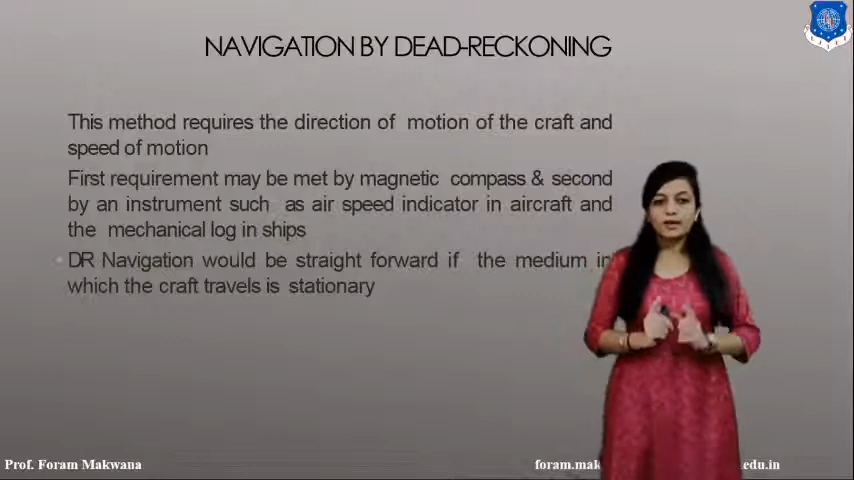 NAVIGATION BY DEAD-RECKONING
This method requires the direction of motion of the craft and
speed of motion
First requirement may be met by magnetic compass & second
by an instrument such as air speed indicator in aircraft and
the mechanical log in ships
DR Navigation would be straight forward if the medium in
which the craft travels is stationary
Prof. Foram Makwana
foram.mak
.edu.in